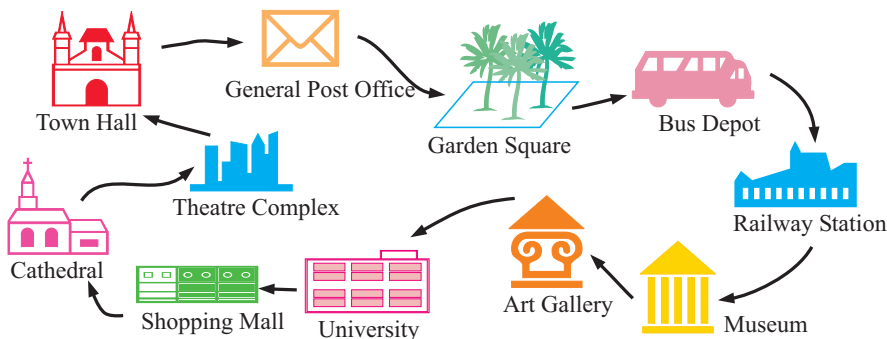 General Post Office
Town Hall
Garden Square
Bus Depot
Theatre Complex
Railway Station
Cathedral
Shopping Mall
University
Art Gallery
Museum